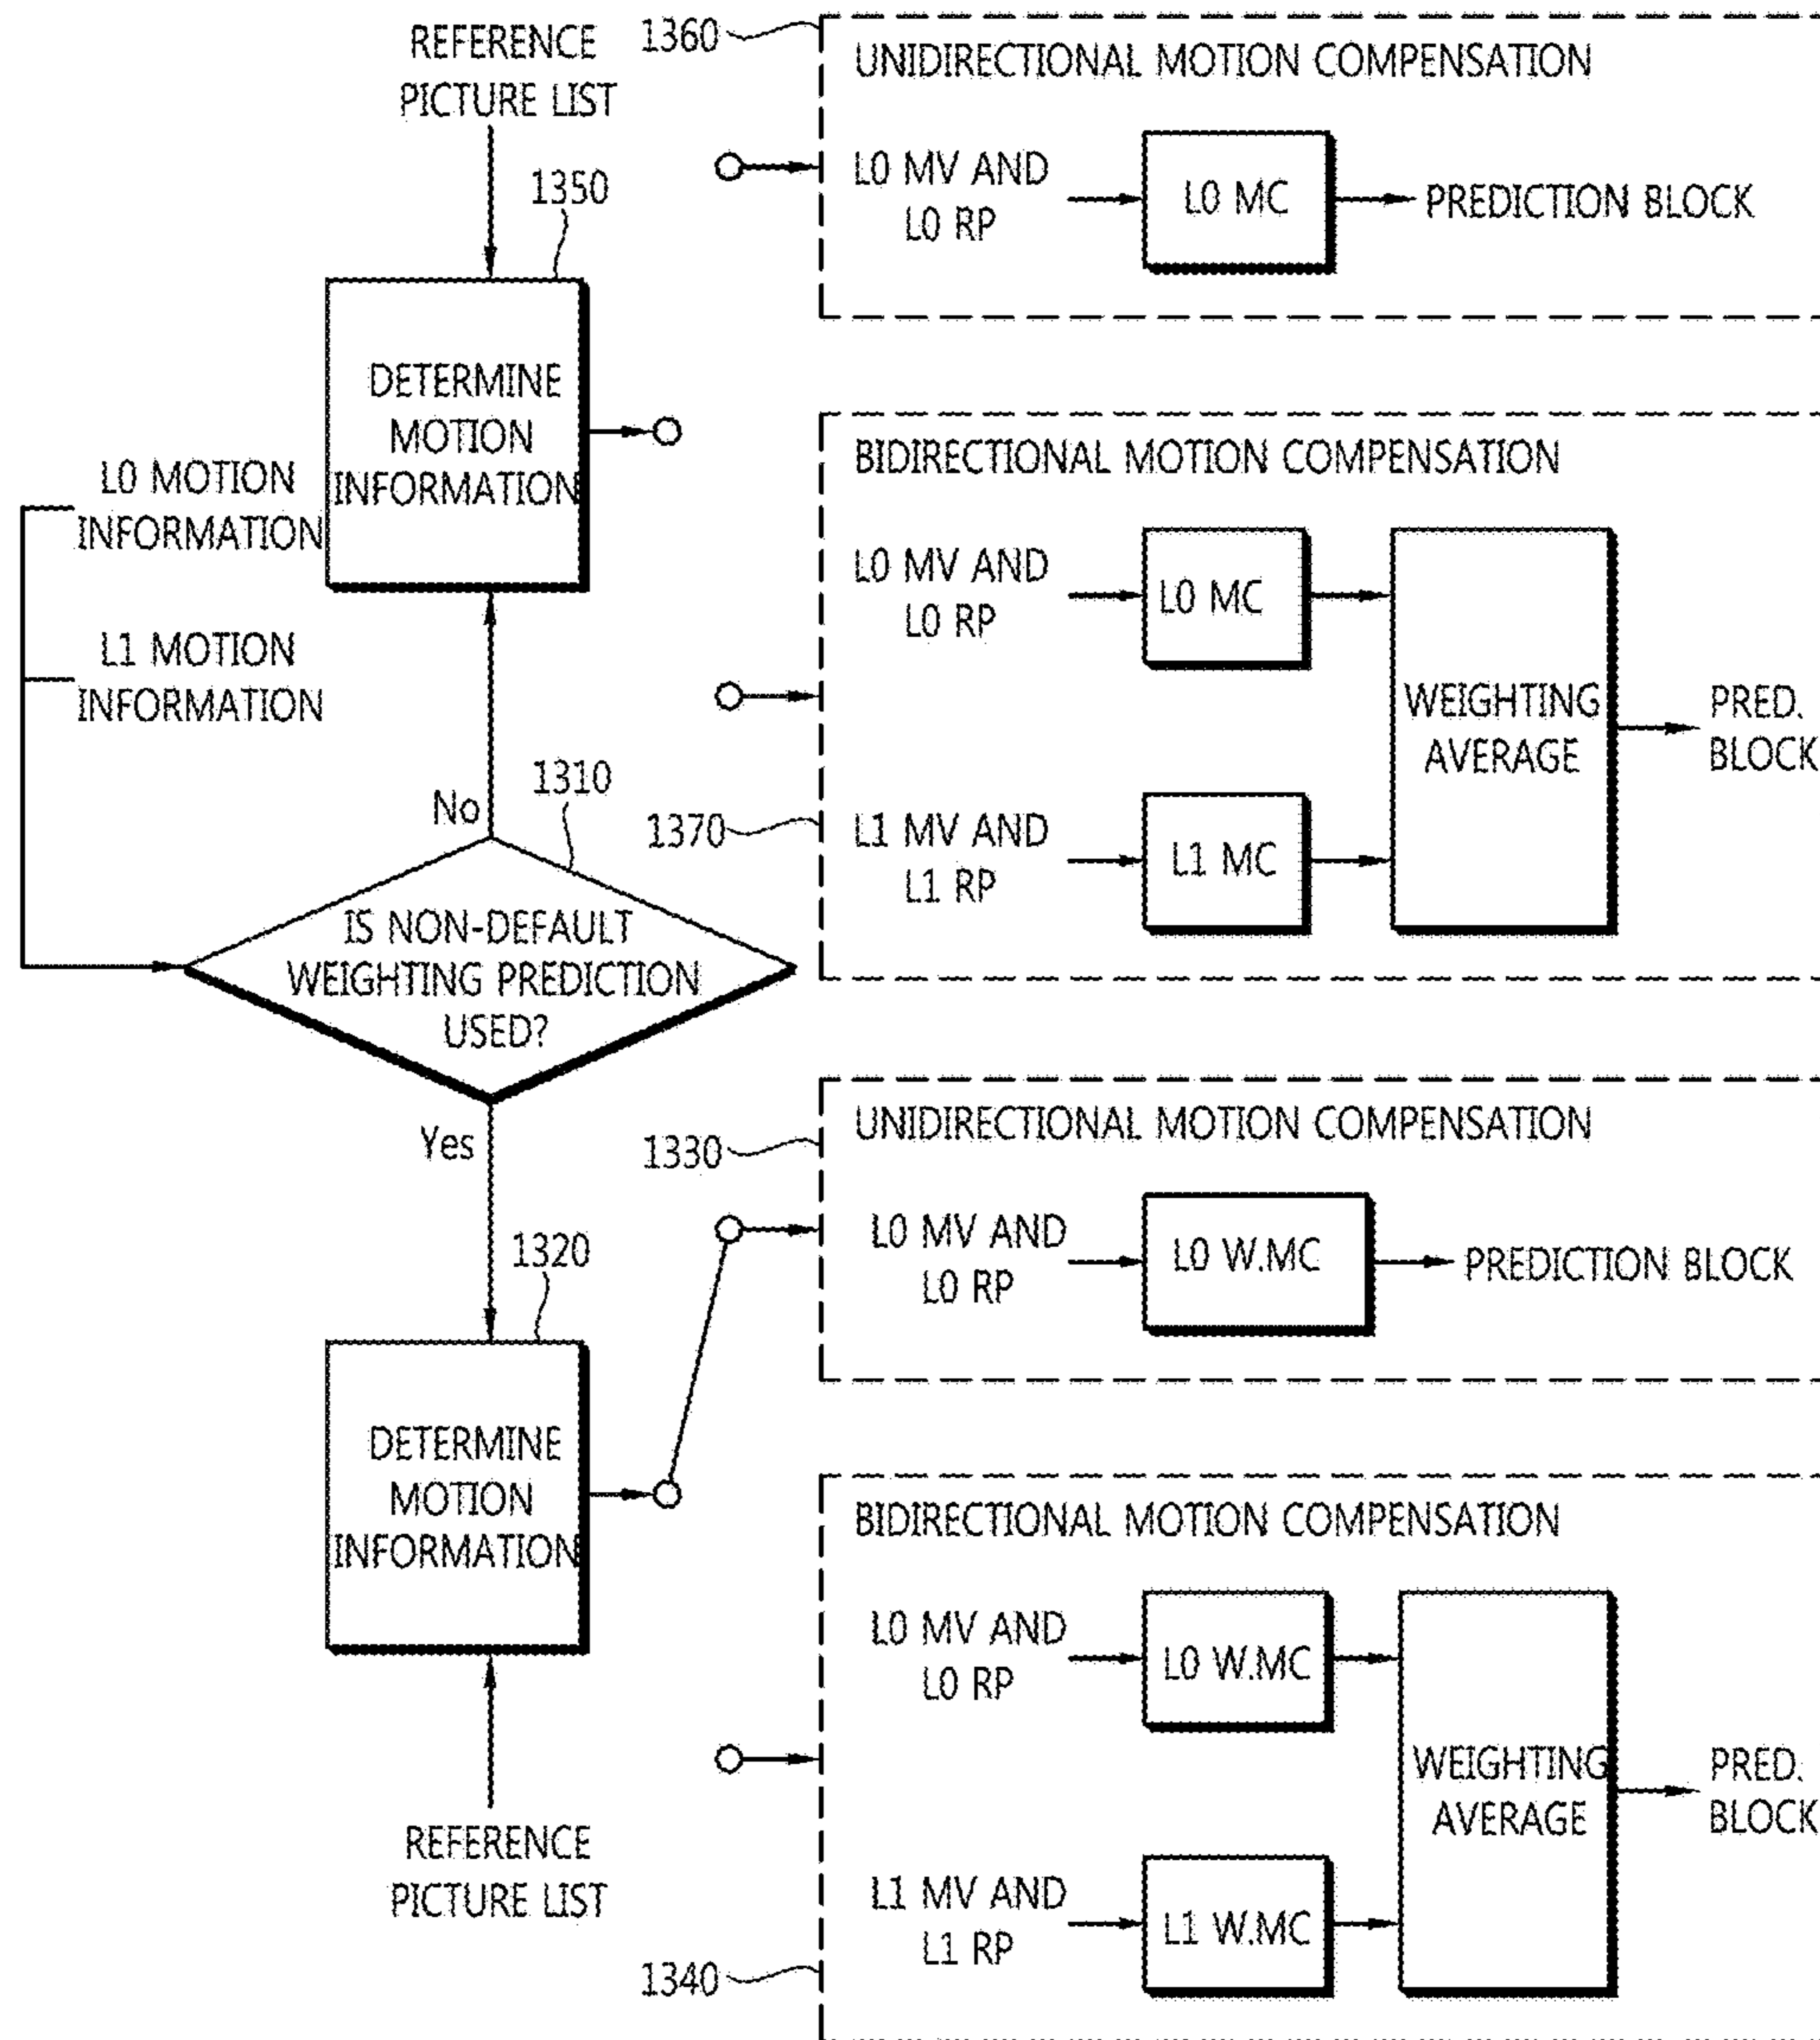 REFERENCE
PICTURE LIST
1350
DETERMINE
MOTION
INFORMATION
L0 MOTION
INFORMATION
L1 MOTION
INFORMATION
No
1310
IS NON-DEFAULT
WEIGHTING PREDICTION
USED?
Yes
1320
DETERMINE
MOTION
INFORMATION
REFERENCE
PICTURE LIST
1360
UNIDIRECTIONAL MOTION COMPENSATION
L0 MV AND
L0 RP
L0 MC
PREDICTION BLOCK
1370
BIDIRECTIONAL MOTION COMPENSATION
L0 MV AND
L0 RP
L0 MC
L1 MV AND
L1 RP
L1 MC
WEIGHTING
AVERAGE
PRED.
BLOCK
1330
UNIDIRECTIONAL MOTION COMPENSATION
L0 MV AND
L0 RP
L0 W.MC
PREDICTION BLOCK
1340
BIDIRECTIONAL MOTION COMPENSATION
L0 MV AND
L0 RP
L0 W.MC
L1 MV AND
L1 RP
L1 W.MC
WEIGHTING
AVERAGE
PRED.
BLOCK